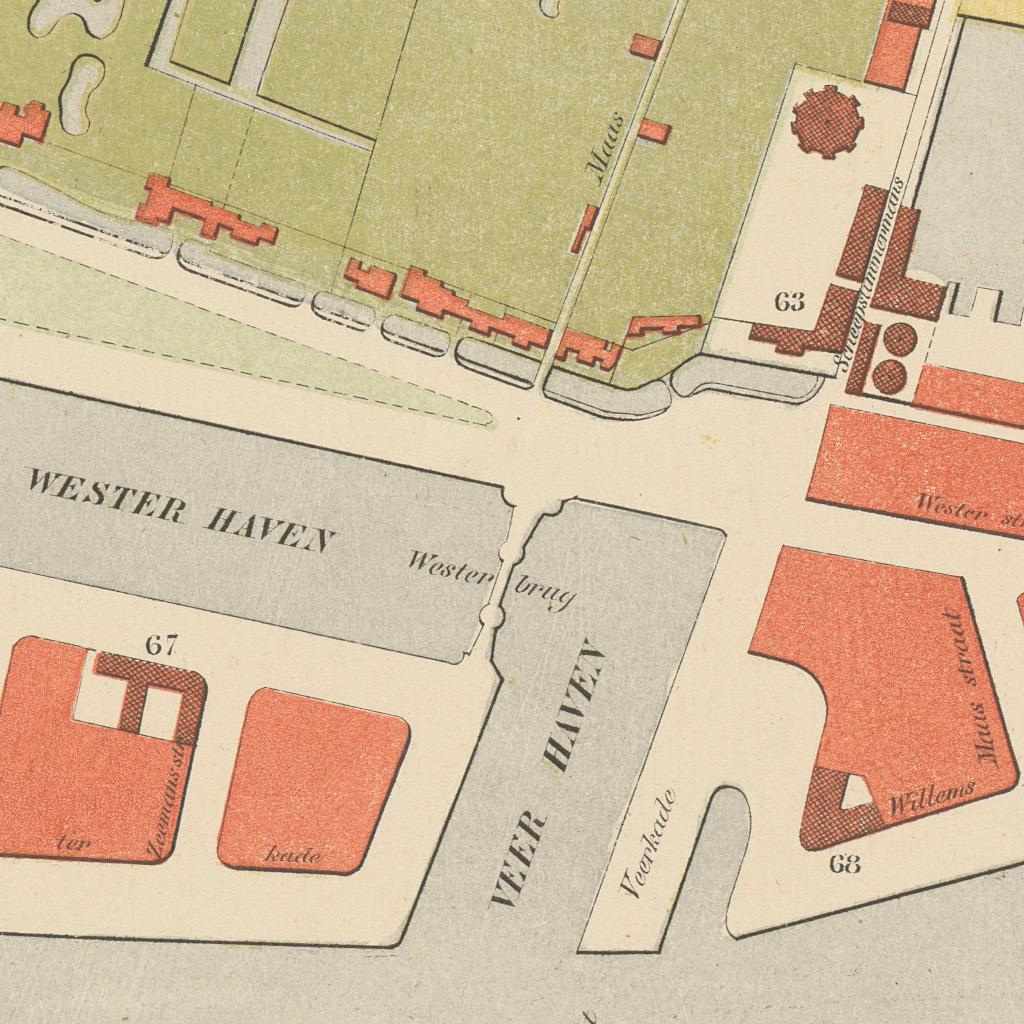 Maas
63
Scheepstimmermans
WESTER HAVEN
Wester brug
Wester str
67
VEER HAVEN
Maas straat
Zeemans str
Willems
Veerkade
ter
kade
68